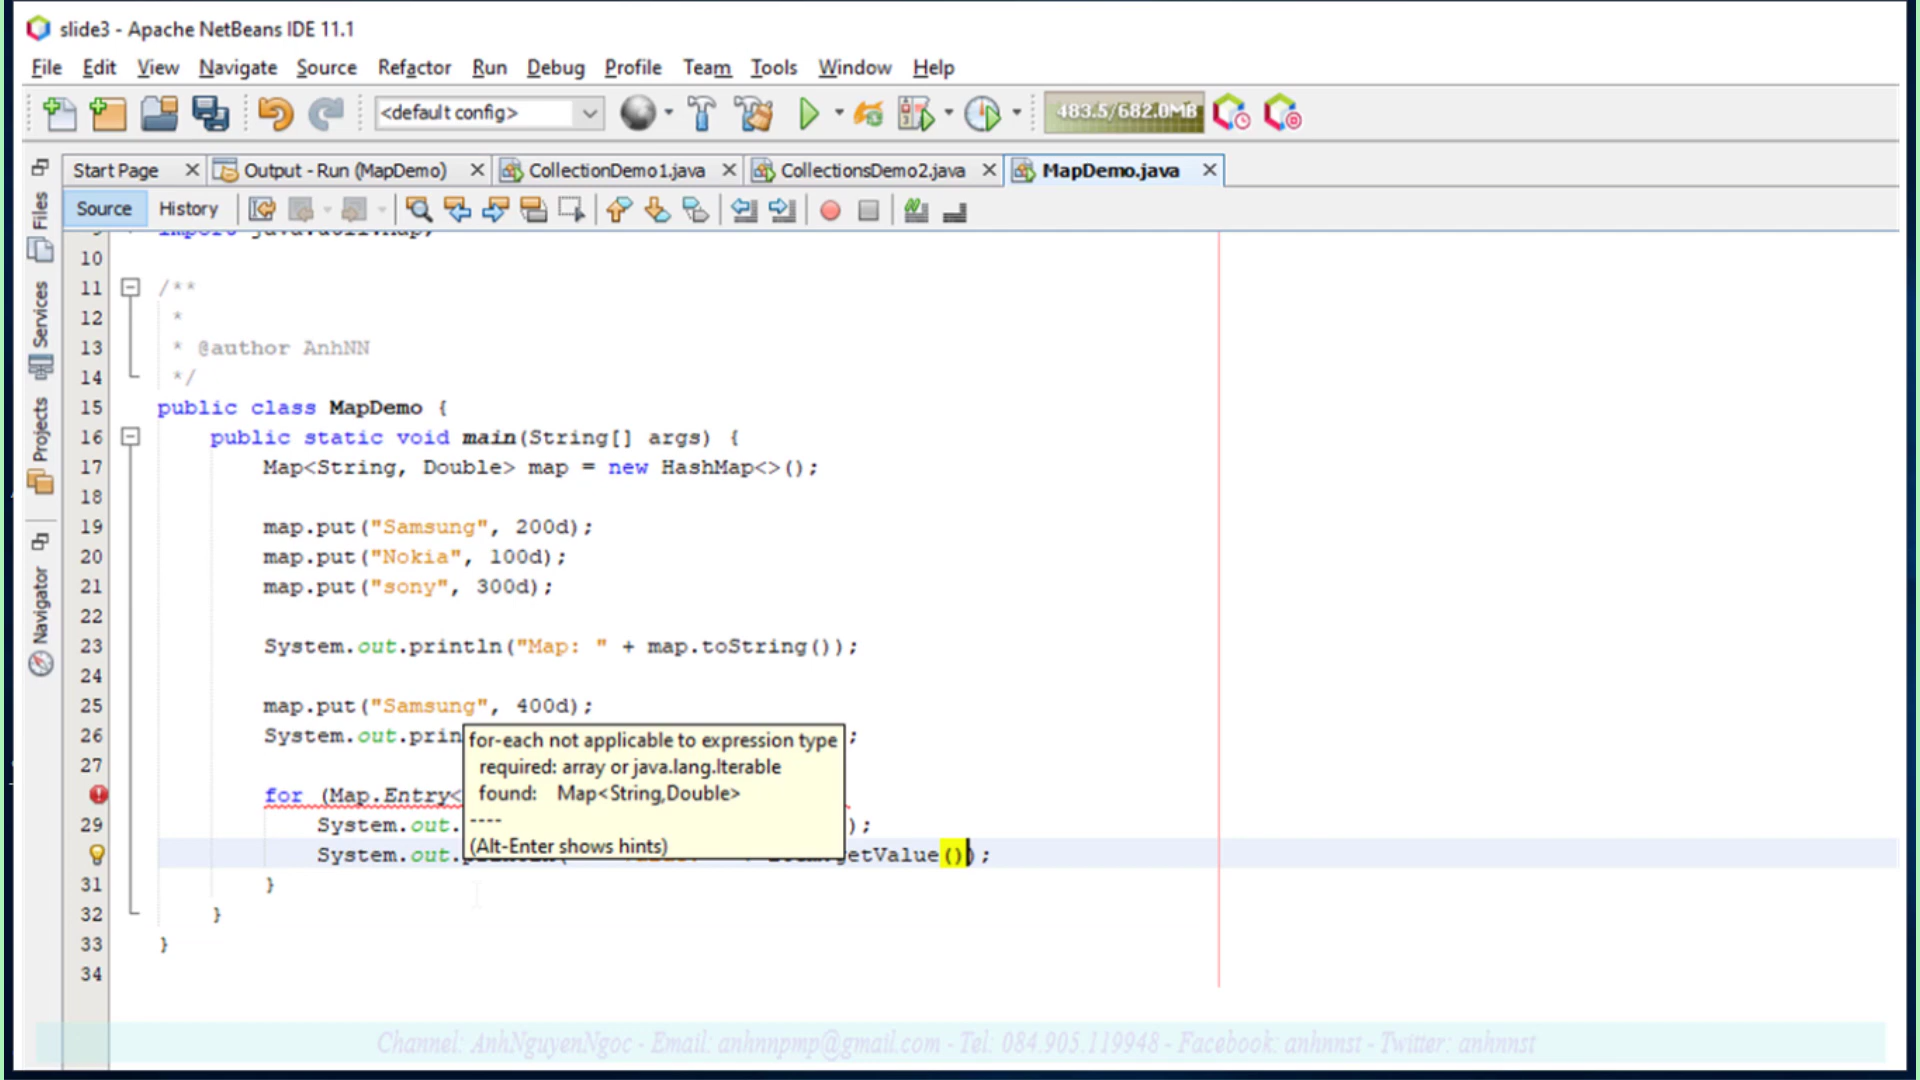 slide3 - Apache NetBeans IDE 11.1
File Edit View Navigate Source Refactor Run Debug Profile Team Tools Window Help
<default config> 483.5/682.0MB
Start Page Output - Run (MapDemo) CollectionDemo1.java CollectionsDemo2.java MapDemo.java
Source History
Files
Services
Projects
Navigator
import java.util.Map;
10
11 /**
12 *
13 * @author AnhNN
14 */
15 public class MapDemo {
16 public static void main(String[] args) {
17 Map<String, Double> map = new HashMap<>();
18
19 map.put("Samsung", 200d);
20 map.put("Nokia", 100d);
21 map.put("sony", 300d);
22
23 System.out.println("Map: " + map.toString());
24
25 map.put("Samsung", 400d);
26 System.out.prin ;
27
for (Map.Entry<
29 System.out. );
System.out. getValue());
31 }
32 }
33 }
34
for-each not applicable to expression type
required: array or java.lang.Iterable
found: Map<String,Double>
----
(Alt-Enter shows hints)
Channel: AnhNguyenNgoc - Email: anhnnpmp@gmail.com - Tel: 084.905.119948 - Facebook: anhnnst - Twitter: anhnnst